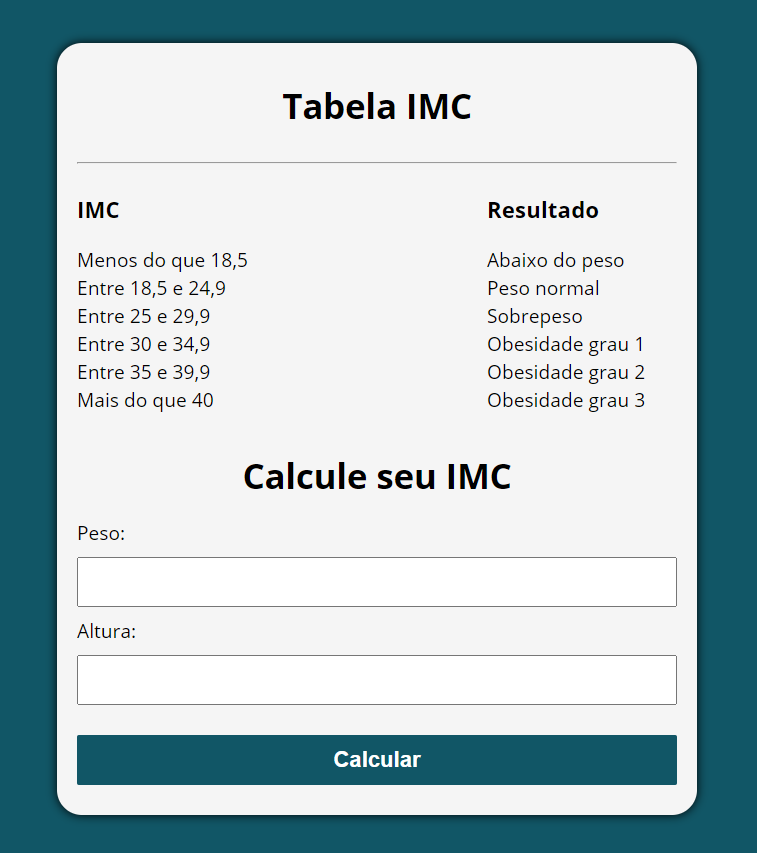 Tabela IMC
IMC Resultado
Menos do que 18,5 Abaixo do peso
Entre 18,5 e 24,9 Peso normal
Entre 25 e 29,9 Sobrepeso
Entre 30 e 34,9 Obesidade grau 1
Entre 35 e 39,9 Obesidade grau 2
Mais do que 40 Obesidade grau 3
Calcule seu IMC
Peso:
Altura:
Calcular